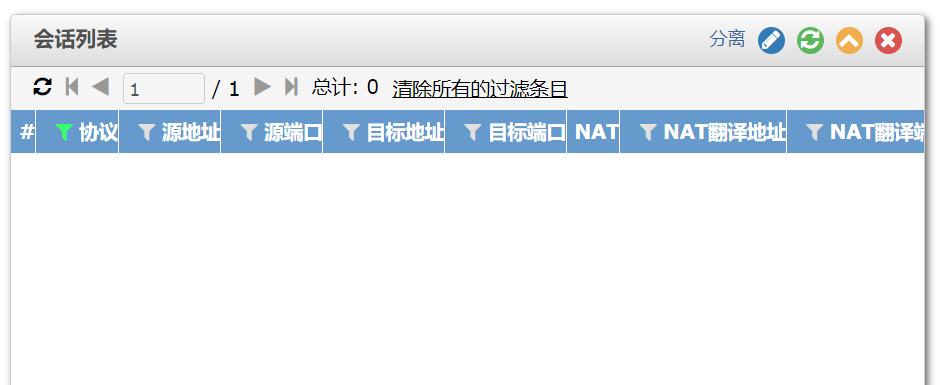 会话列表 分离
1 / 1 总计: 0 清除所有的过滤条目
# 协议 源地址 源端口 目标地址 目标端口 NAT NAT翻译地址 NAT翻译端